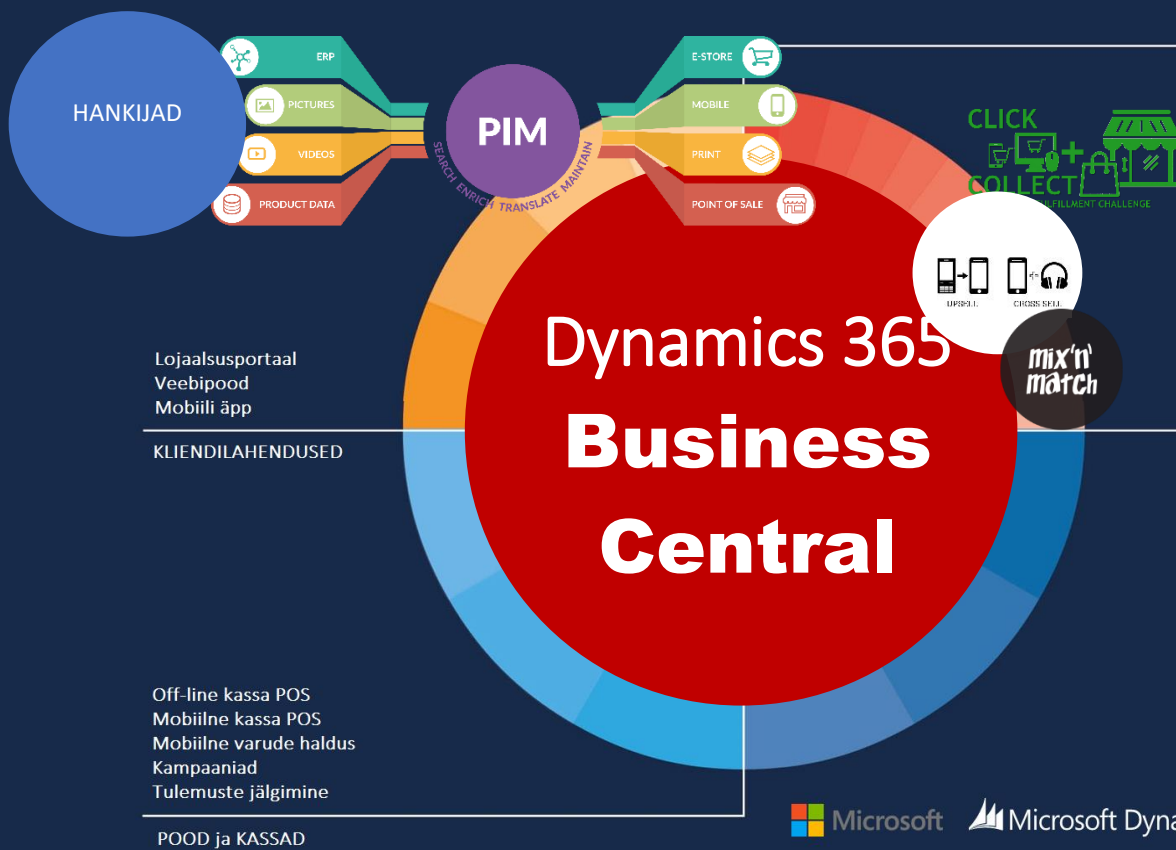 HANKIJAD
ERP
PICTURES
VIDEOS
PRODUCT DATA
PIM
SEARCH ENRICH TRANSLATE MAINTAIN
E-STORE
MOBILE
PRINT
POINT OF SALE
CLICK
+
COLLECT
FULFILLMENT CHALLENGE
UPSELL
CROSS SELL
mix'n'
match
Dynamics 365
Business
Central
Lojaalsusportaal
Veebipood
Mobiili äpp
KLIENDILAHENDUSED
Off-line kassa POS
Mobiilne kassa POS
Mobiilne varude haldus
Kampaaniad
Tulemuste jälgimine
POOD ja KASSAD
Microsoft
Microsoft Dyna